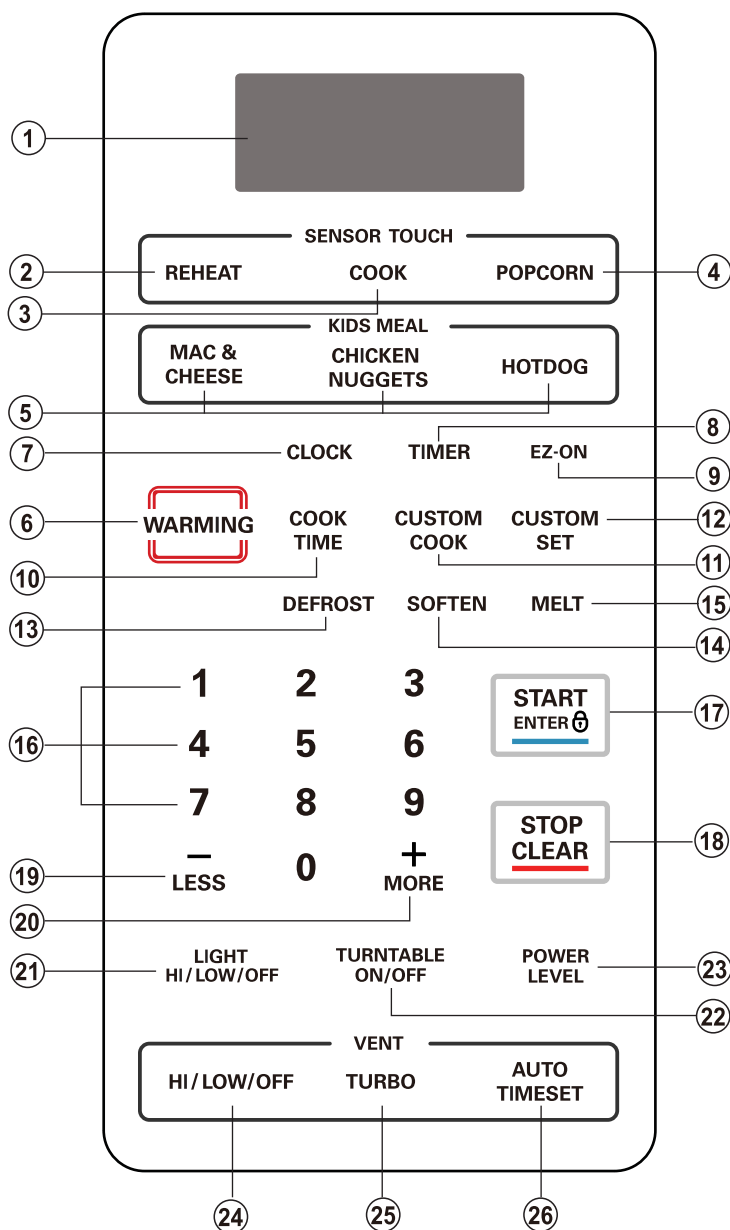 1
SENSOR TOUCH
2 REHEAT COOK POPCORN 4
3
KIDS MEAL
MAC &
CHEESE
CHICKEN
NUGGETS
HOTDOG
5
8
7 CLOCK TIMER EZ-ON
9
6 WARMING
COOK
TIME
CUSTOM
COOK
CUSTOM
SET
12
10
11
DEFROST SOFTEN MELT 15
13
14
1 2 3
START
ENTER
17
16 4 5 6
7 8 9
STOP
CLEAR
18
− 0 +
19 LESS MORE
20
LIGHT
HI/LOW/OFF
21
TURNTABLE
ON/OFF
POWER
LEVEL
23
22
VENT
HI/LOW/OFF TURBO
AUTO
TIMESET
24 25 26